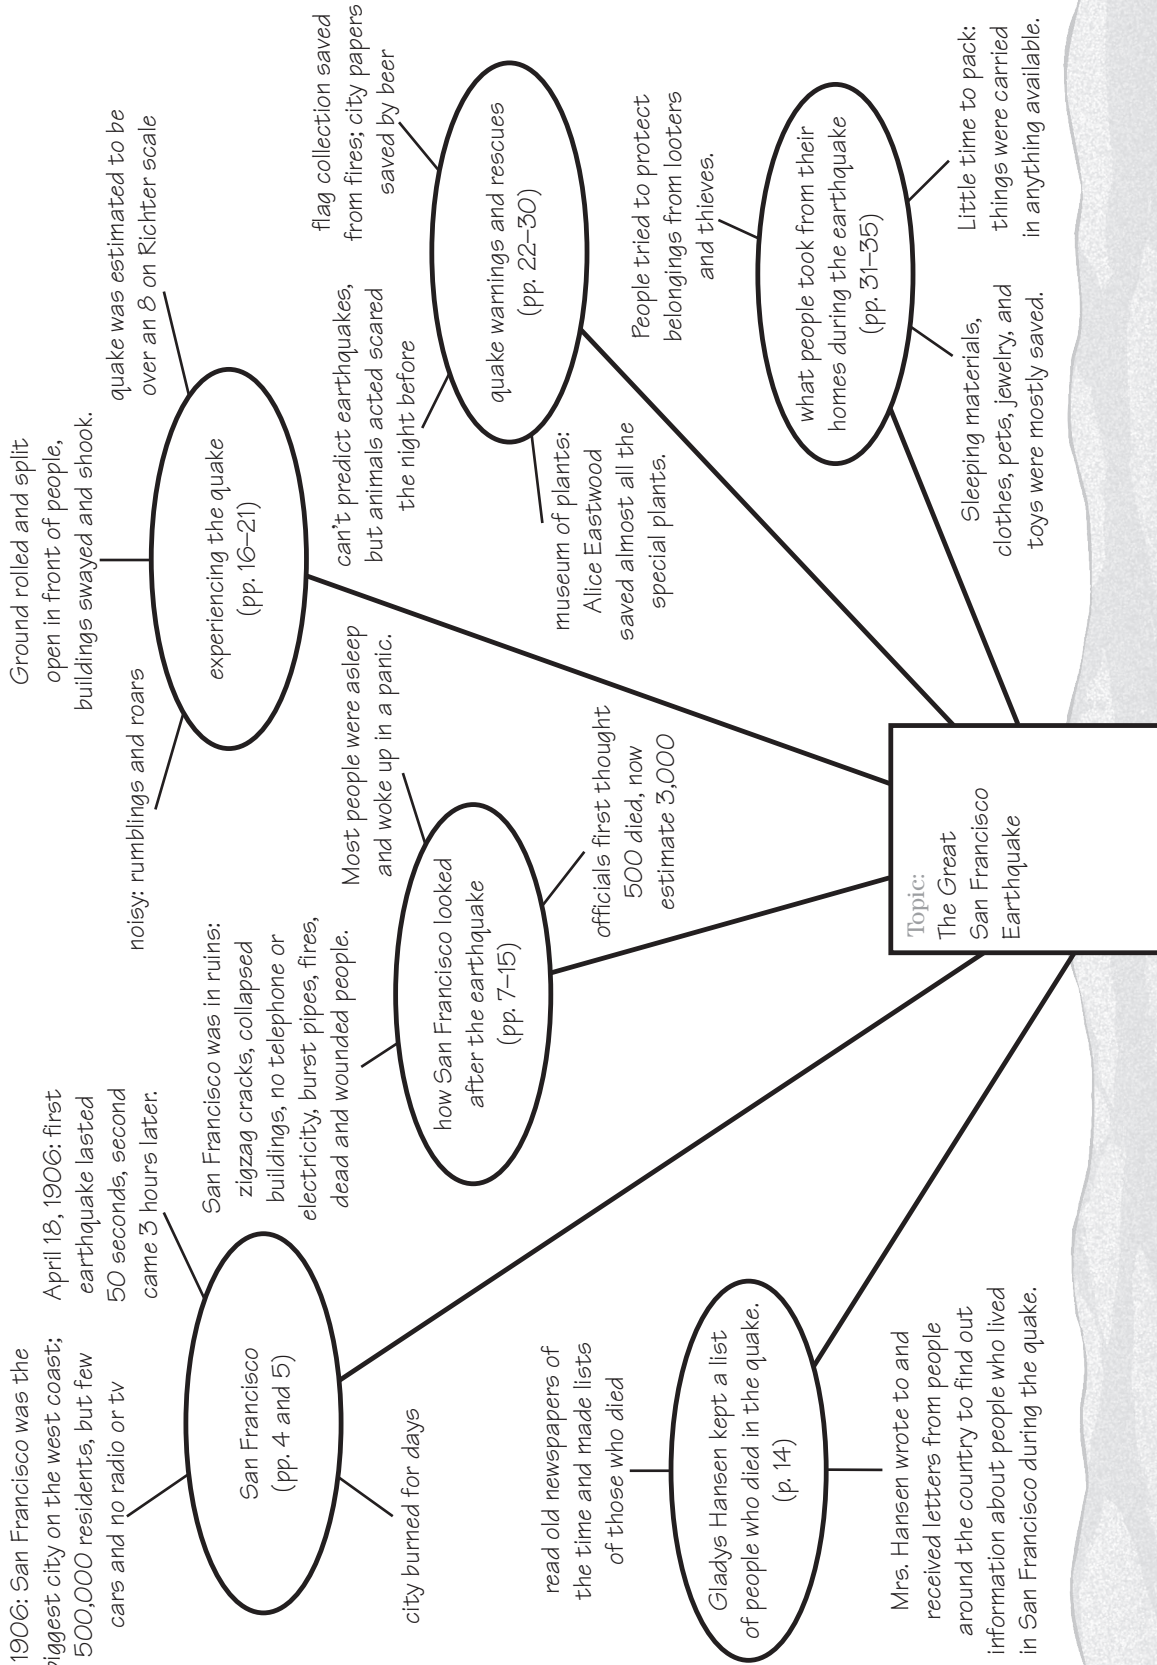 1906: San Francisco was the
biggest city on the west coast;
500,000 residents, but few
cars and no radio or tv
April 18, 1906: first
earthquake lasted
50 seconds, second
came 3 hours later.
San Francisco
(pp. 4 and 5)
city burned for days
San Francisco was in ruins:
zigzag cracks, collapsed
buildings, no telephone or
electricity, burst pipes, fires,
dead and wounded people.
Most people were asleep
and woke up in a panic.
how San Francisco looked
after the earthquake
(pp. 7–15)
officials first thought
500 died, now
estimate 3,000
noisy: rumblings and roars
Ground rolled and split
open in front of people,
buildings swayed and shook.
quake was estimated to be
over an 8 on Richter scale
experiencing the quake
(pp. 16–21)
can't predict earthquakes,
but animals acted scared
the night before
flag collection saved
from fires; city papers
saved by beer
quake warnings and rescues
(pp. 22–30)
museum of plants:
Alice Eastwood
saved almost all the
special plants.
People tried to protect
belongings from looters
and thieves.
what people took from their
homes during the earthquake
(pp. 31–35)
Sleeping materials,
clothes, pets, jewelry, and
toys were mostly saved.
Little time to pack:
things were carried
in anything available.
read old newspapers of
the time and made lists
of those who died
Gladys Hansen kept a list
of people who died in the quake.
(p. 14)
Mrs. Hansen wrote to and
received letters from people
around the country to find out
information about people who lived
in San Francisco during the quake.
Topic:
The Great
San Francisco
Earthquake